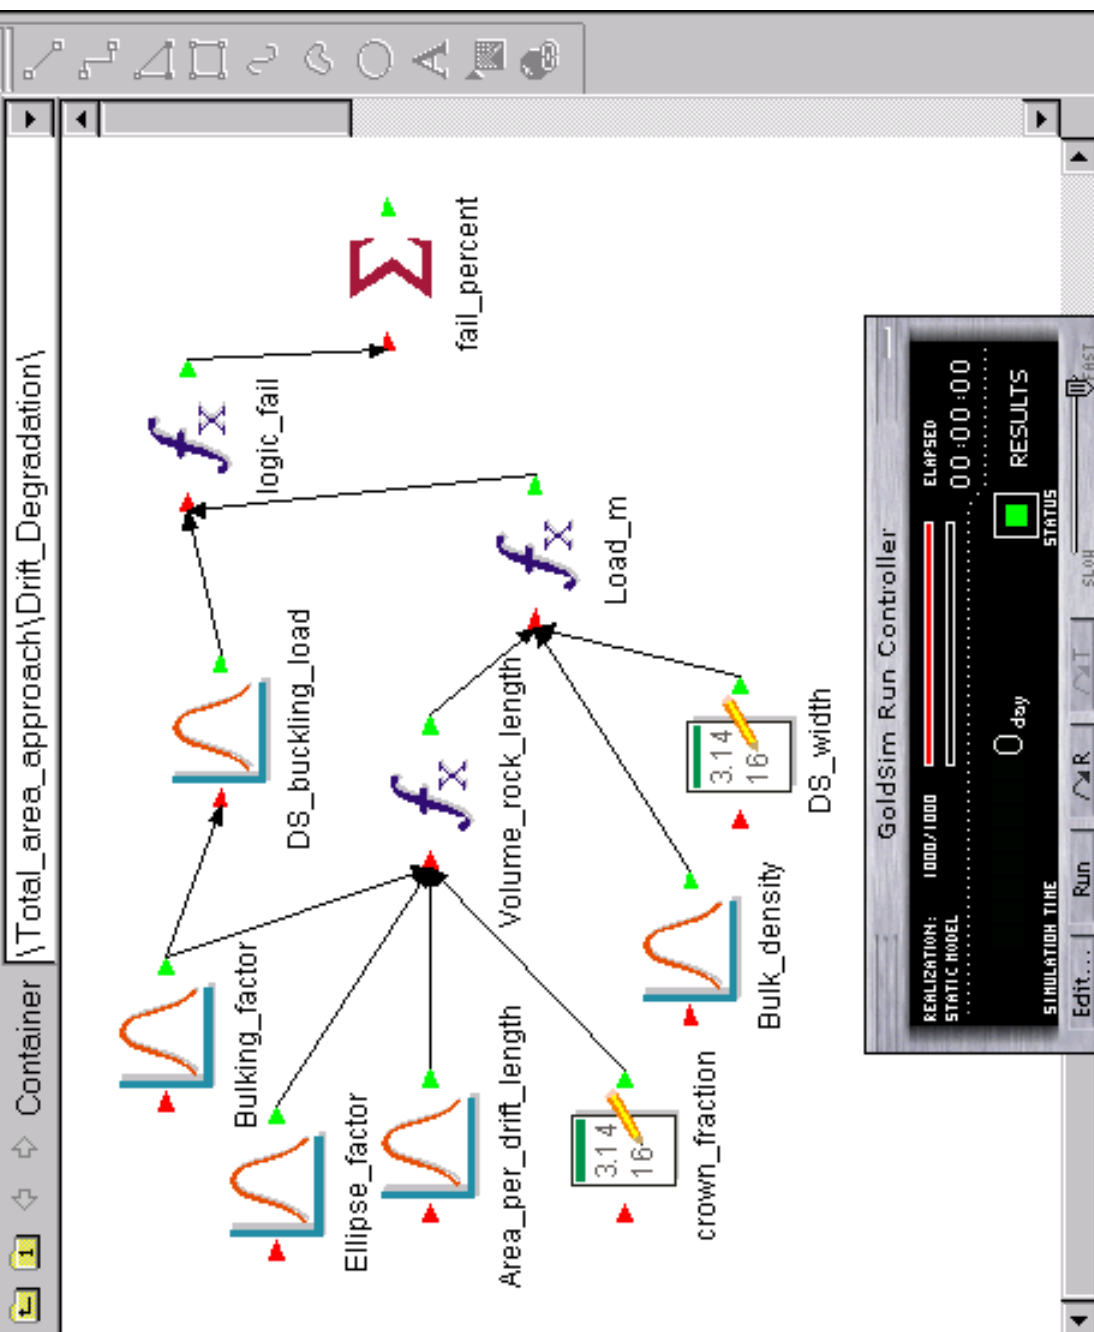 Container \Total_area_approach\Drift_Degradation\
Bulking_factor
DS_buckling_load
logic_fail
fail_percent
Ellipse_factor
Area_per_drift_length
Volume_rock_length
Load_m
3.14
16
crown_fraction
Bulk_density
3.14
16
DS_width
GoldSim Run Controller
REALIZATION: 1000/1000 ELAPSED
STATIC MODEL 00:00:00
0 day
RESULTS
SIMULATION TIME STATUS
Edit... Run R T SLOW FAST